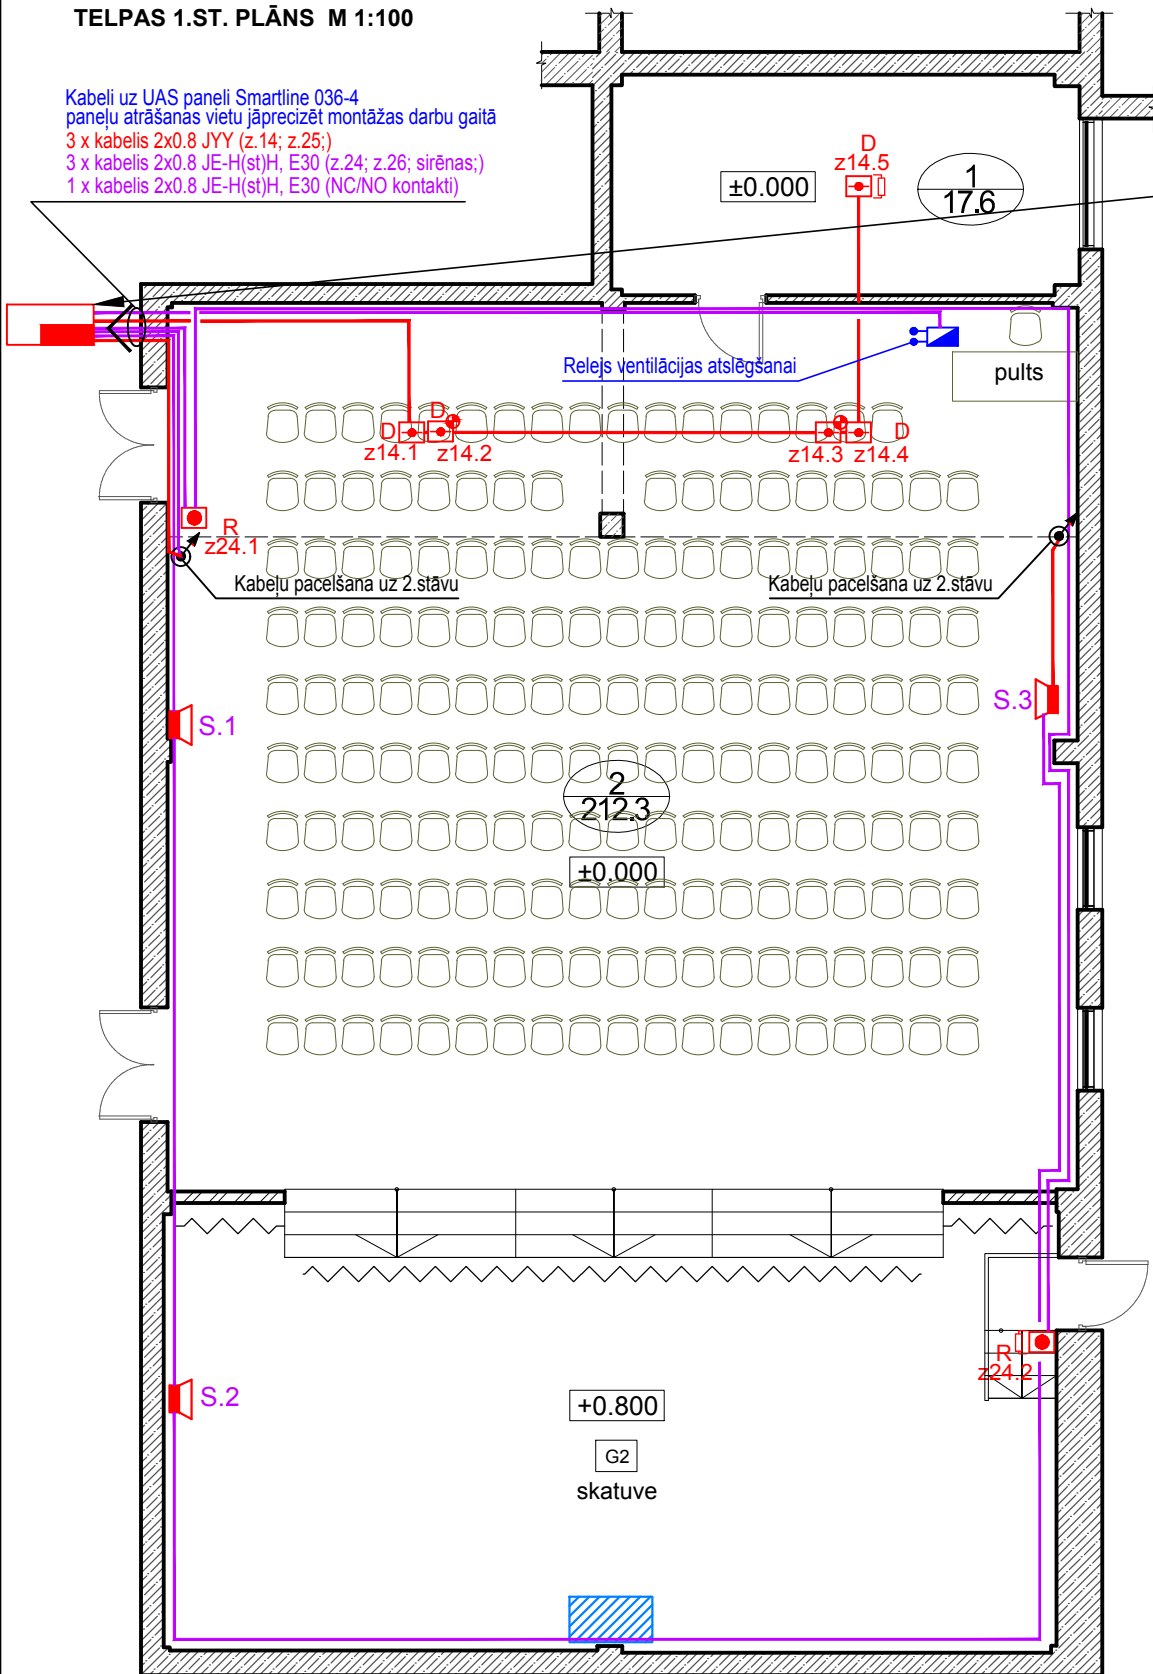 TELPAS 1.ST. PLĀNS  M 1:100
Kabeli uz UAS paneli Smartline 036-4
paneļu atrāšanas vietu jāprecizēt montāžas darbu gaitā
3 x kabelis 2x0.8 JYY (z.14; z.25;)
3 x kabelis 2x0.8 JE-H(st)H, E30 (z.24; z.26; sirēnas;)
1 x kabelis 2x0.8 JE-H(st)H, E30 (NC/NO kontakti)
D
z14.5
±0.000
1
17.6
Relejs ventilācijas atslēgšanai
pults
D
D
D
z14.1
z14.2
z14.3
z14.4
R
z24.1
Kabeļu pacelšana uz 2.stāvu
Kabeļu pacelšana uz 2.stāvu
S.1
S.3
2
212.3
±0.000
R
z24.2
S.2
+0.800
G2
skatuve